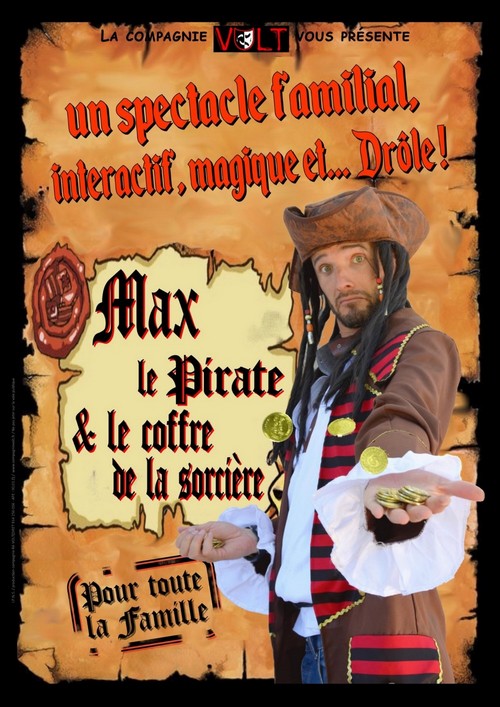 La compagnie VOLT vous présente
un spectacle familial,
interactif, magique et... Drôle !
Max
le Pirate
& le coffre
de la sorcière
Pour toute
la Famille